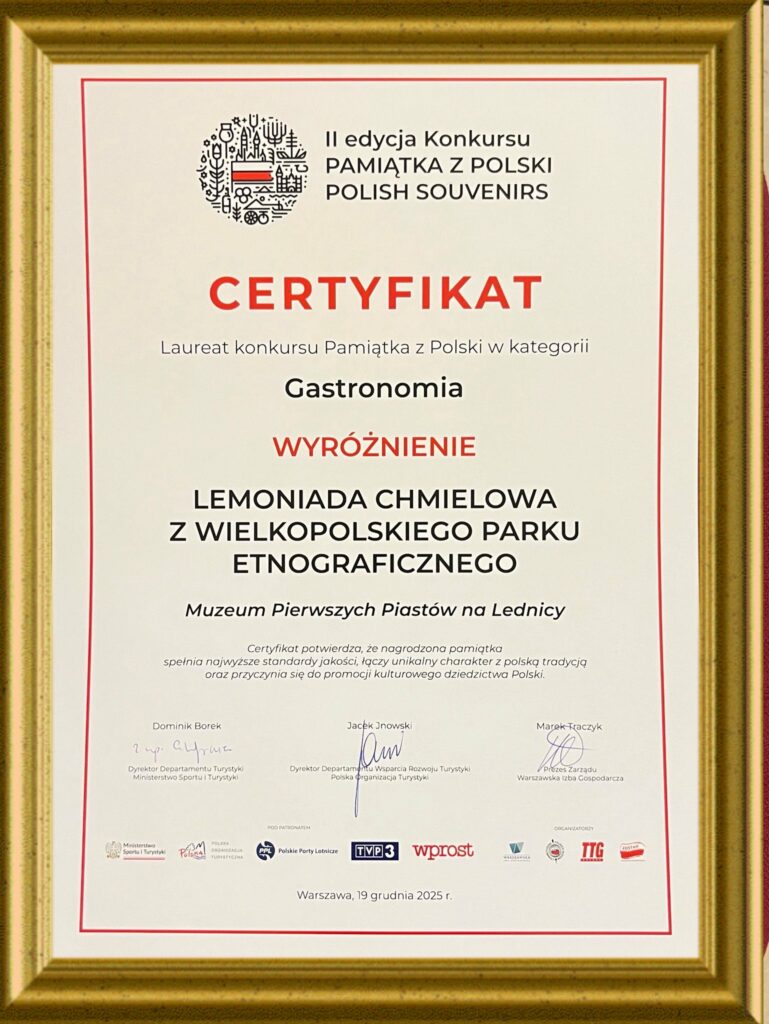 II edycja Konkursu
PAMIĄTKA Z POLSKI
POLISH SOUVENIRS
CERTYFIKAT
Laureat konkursu Pamiątka z Polski w kategorii
Gastronomia
WYRÓŻNIENIE
LEMONIADA CHMIELOWA
Z WIELKOPOLSKIEGO PARKU
ETNOGRAFICZNEGO
Muzeum Pierwszych Piastów na Lednicy
Certyfikat potwierdza, że nagrodzona pamiątka
spełnia najwyższe standardy jakości, łączy unikalny charakter z polską tradycją
oraz przyczynia się do promocji kulturowego dziedzictwa Polski.
Dominik Borek
Dyrektor Departamentu Turystyki
Ministerstwo Sportu i Turystyki
Jacek Jnowski
Dyrektor Departamentu Wsparcia Rozwoju Turystyki
Polska Organizacja Turystyki
Marek Traczyk
Prezes Zarządu
Warszawska Izba Gospodarcza
POD PATRONATEM
ORGANIZATORZY
Ministerstwo
Sportu i Turystyki
Polska
POLSKA
ORGANIZACJA
TURYSTYCZNA
PPL
Polskie Porty Lotnicze
TVP3
wprost
TTG
Warszawa, 19 grudnia 2025 r.